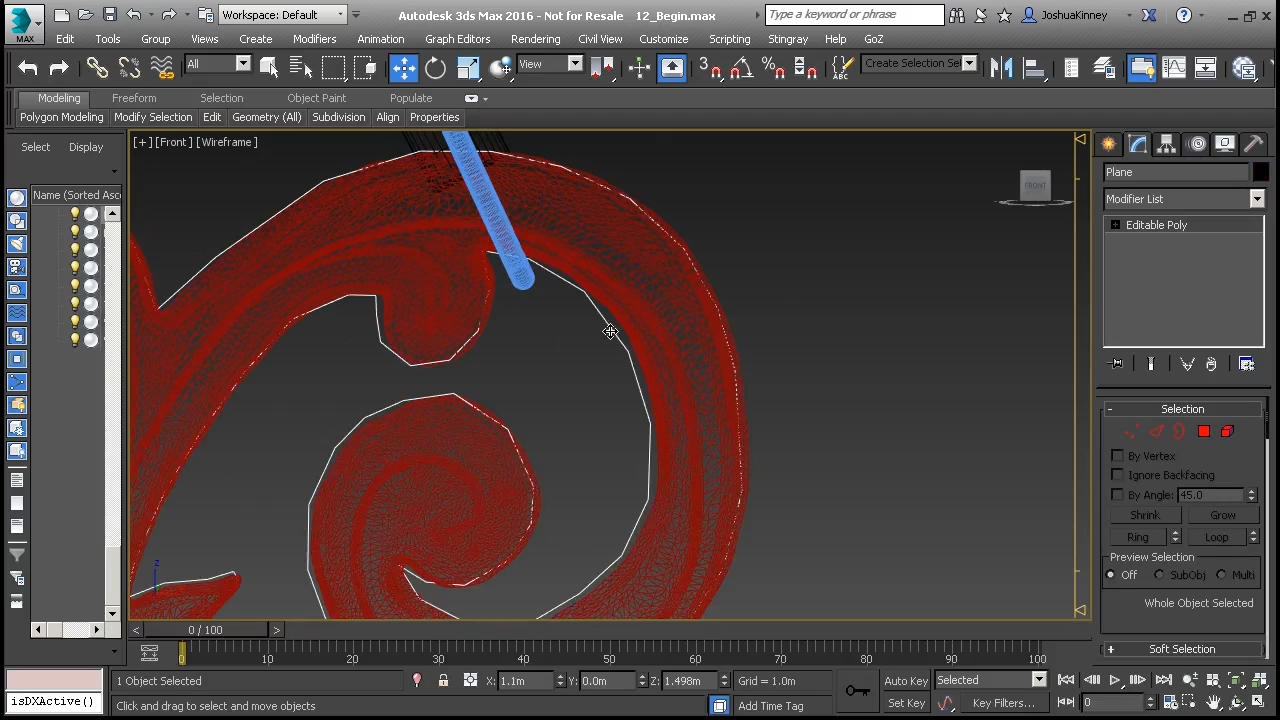 Workspace: Default
Autodesk 3ds Max 2016 - Not for Resale 12_Begin.max
Type a keyword or phrase
JoshuaKinney
MAX
Edit Tools Group Views Create Modifiers Animation Graph Editors Rendering Civil View Customize Scripting Stingray Help GoZ
All
View
Create Selection Se
Modeling Freeform Selection Object Paint Populate
Polygon Modeling Modify Selection Edit Geometry (All) Subdivision Align Properties
Select Display
[+] [Front] [Wireframe]
FRONT
Plane
Name (Sorted Asc
Modifier List
Editable Poly
Selection
By Vertex
Ignore Backfacing
By Angle: 45.0
Shrink Grow
Ring Loop
Preview Selection
Off SubObj Multi
Whole Object Selected
z
0 / 100
Soft Selection
0 10 20 30 40 50 60 70 80 90 100
1 Object Selected
X: 1.1m Y: 0.0m Z: 1.498m
Grid = 1.0m
Auto Key Selected
isDXActive()
Click and drag to select and move objects
Add Time Tag
Set Key Key Filters...
0